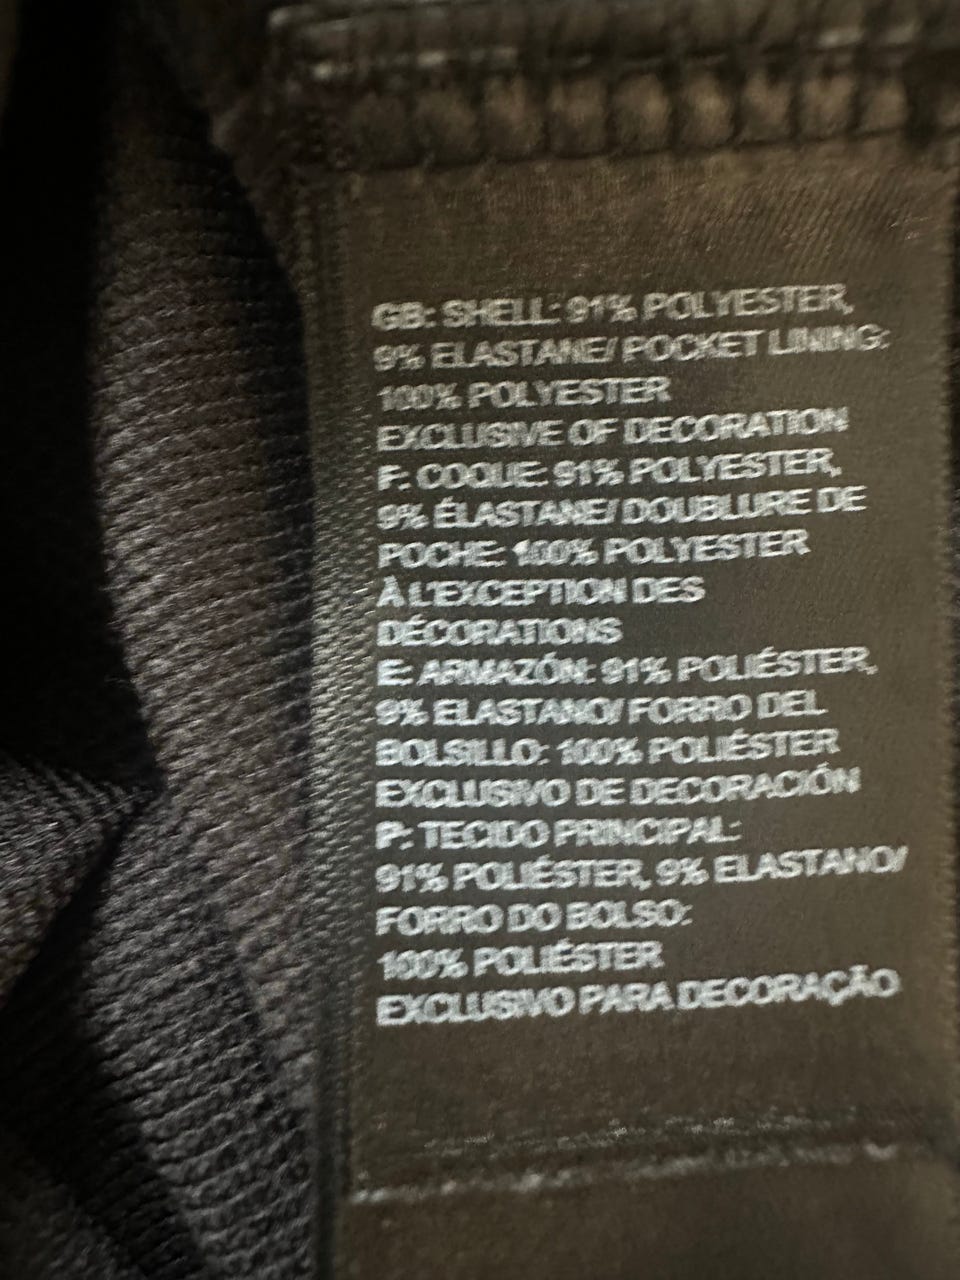 GB: SHELL: 91% POLYESTER,
9% ELASTANE/ POCKET LINING:
100% POLYESTER
EXCLUSIVE OF DECORATION
F: COQUE: 91% POLYESTER,
9% ÉLASTANE/ DOUBLURE DE
POCHE: 100% POLYESTER
À L'EXCEPTION DES
DÉCORATIONS
E: ARMAZÓN: 91% POLIÉSTER,
9% ELASTANO/ FORRO DEL
BOLSILLO: 100% POLIÉSTER
EXCLUSIVO DE DECORACIÓN
P: TECIDO PRINCIPAL:
91% POLIÉSTER, 9% ELASTANO/
FORRO DO BOLSO:
100% POLIÉSTER
EXCLUSIVO PARA DECORAÇÃO